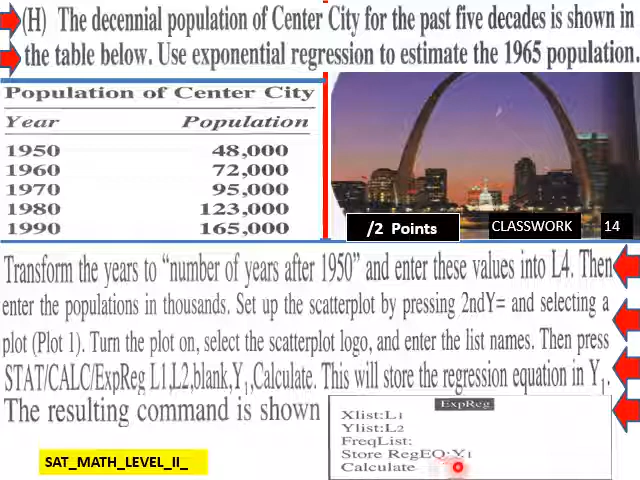 (H) The decennial population of Center City for the past five decades is shown in
the table below. Use exponential regression to estimate the 1965 population.
Population of Center City
Year Population
1950 48,000
1960 72,000
1970 95,000
1980 123,000
1990 165,000
/2 Points
CLASSWORK 14
Transform the years to “number of years after 1950” and enter these values into L4. Then
enter the populations in thousands. Set up the scatterplot by pressing 2ndY= and selecting a
plot (Plot 1). Turn the plot on, select the scatterplot logo, and enter the list names. Then press
STAT/CALC/ExpReg L1,L2,blank,Y1,Calculate. This will store the regression equation in Y1.
The resulting command is shown
ExpReg
Xlist:L1
Ylist:L2
FreqList:
Store RegEQ:Y1
Calculate
SAT_MATH_LEVEL_II_